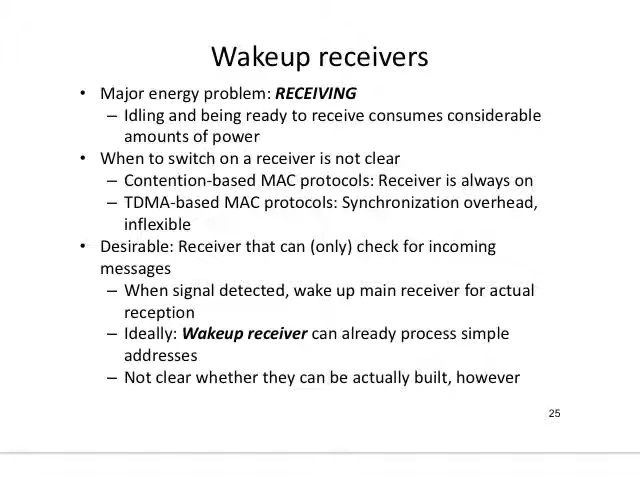 Wakeup receivers
• Major energy problem: RECEIVING
– Idling and being ready to receive consumes considerable
amounts of power
• When to switch on a receiver is not clear
– Contention-based MAC protocols: Receiver is always on
– TDMA-based MAC protocols: Synchronization overhead,
inflexible
• Desirable: Receiver that can (only) check for incoming
messages
– When signal detected, wake up main receiver for actual
reception
– Ideally: Wakeup receiver can already process simple
addresses
– Not clear whether they can be actually built, however
25